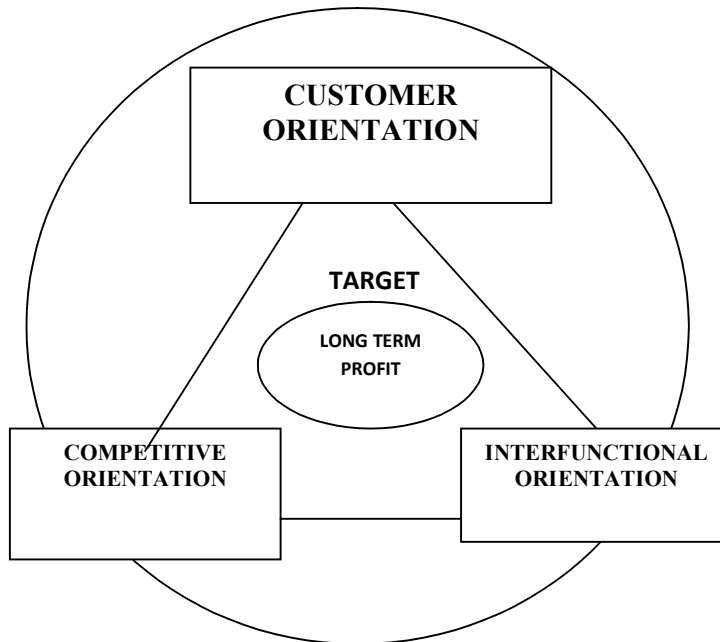 CUSTOMER
ORIENTATION
TARGET
LONG TERM
PROFIT
COMPETITIVE
ORIENTATION
INTERFUNCTIONAL
ORIENTATION